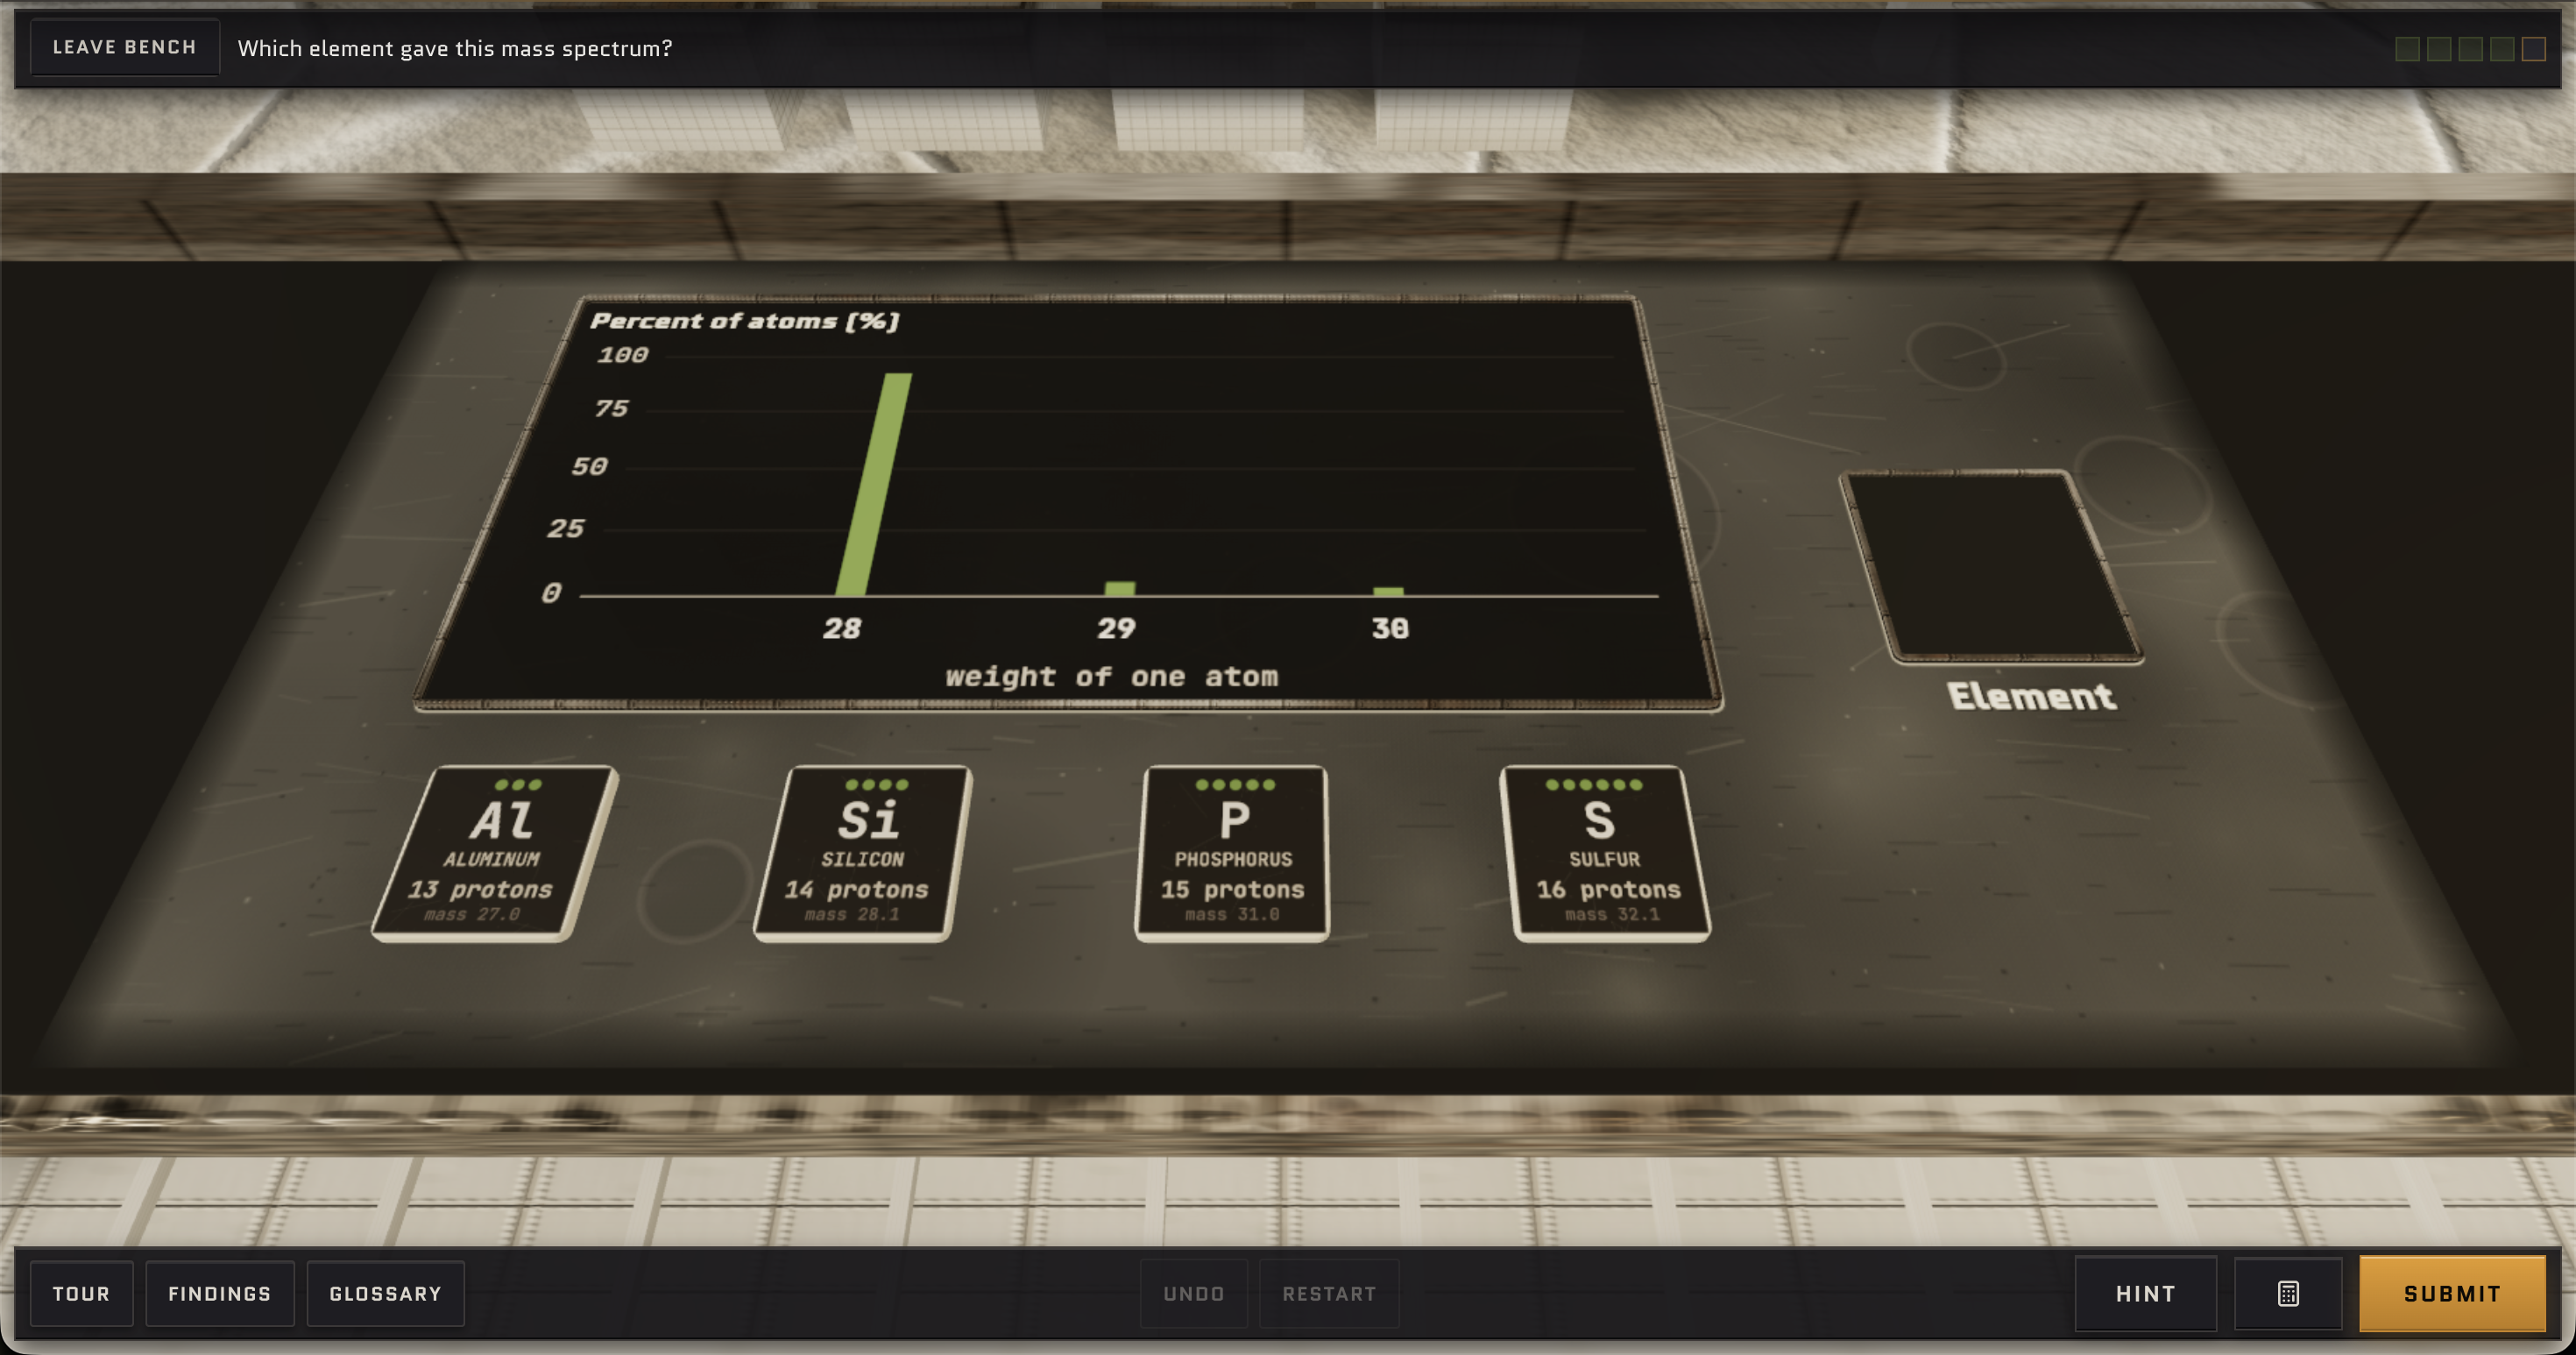 LEAVE BENCH
Which element gave this mass spectrum?
Percent of atoms (%)
100
75
50
25
0
28 29 30
weight of one atom
Element
Al
ALUMINUM
13 protons
mass 27.0
Si
SILICON
14 protons
mass 28.1
P
PHOSPHORUS
15 protons
mass 31.0
S
SULFUR
16 protons
mass 32.1
TOUR
FINDINGS
GLOSSARY
UNDO
RESTART
HINT
SUBMIT